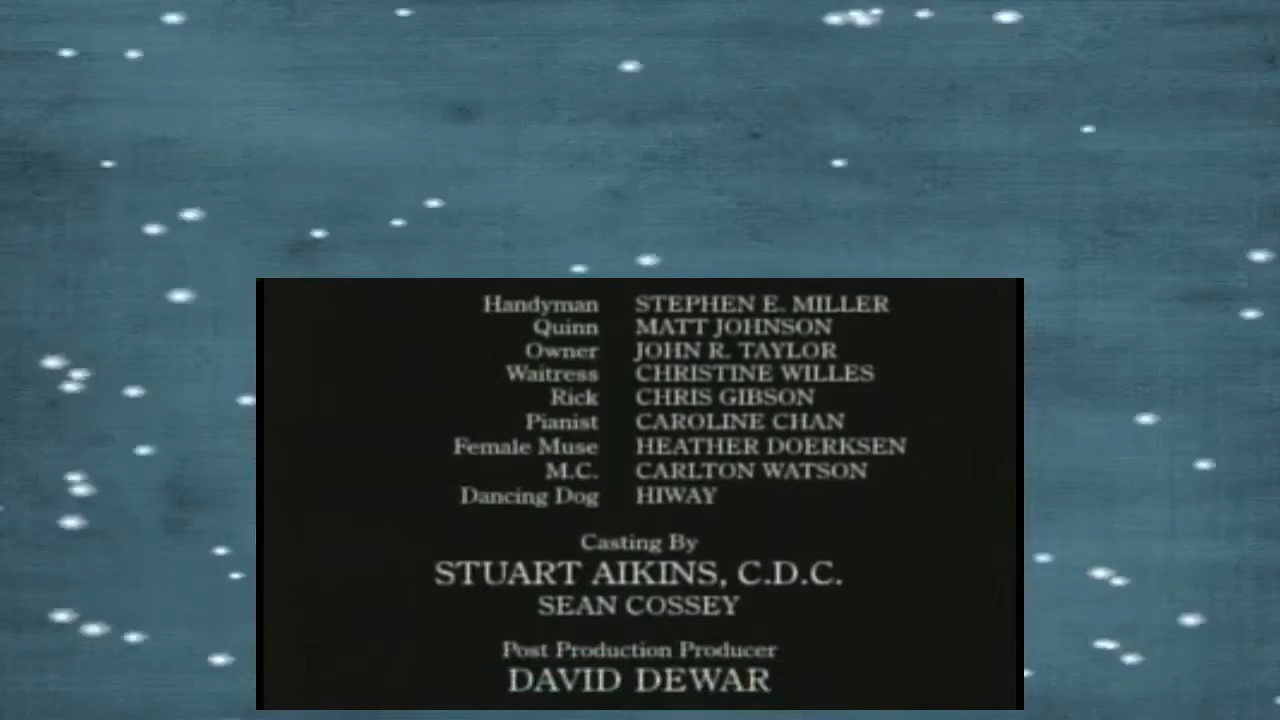 Handyman STEPHEN E. MILLER
Quinn MATT JOHNSON
Owner JOHN R. TAYLOR
Waitress CHRISTINE WILLES
Rick CHRIS GIBSON
Pianist CAROLINE CHAN
Female Muse HEATHER DOERKSEN
M.C. CARLTON WATSON
Dancing Dog HIWAY
Casting By
STUART AIKINS, C.D.C.
SEAN COSSEY
Post Production Producer
DAVID DEWAR